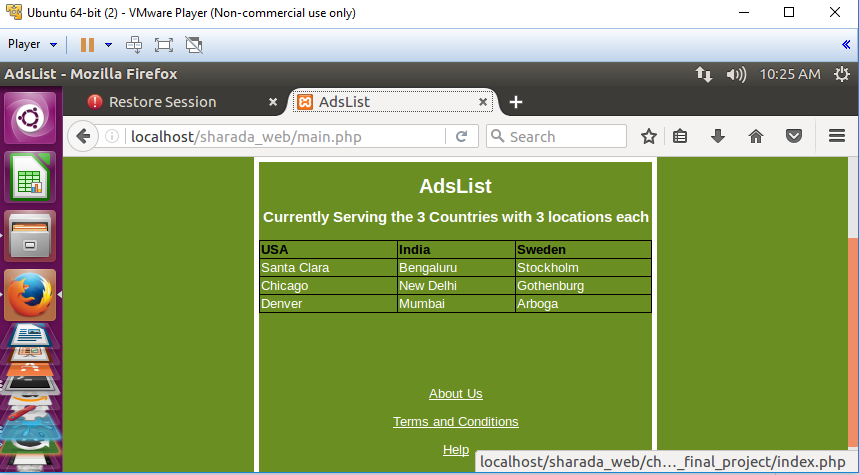 Ubuntu 64-bit (2) - VMware Player (Non-commercial use only)
Player
«
AdsList - Mozilla Firefox
10:25 AM
Restore Session
AdsList
localhost/sharada_web/main.php
Search
AdsList
Currently Serving the 3 Countries with 3 locations each
USA India Sweden
Santa Clara Bengaluru Stockholm
Chicago New Delhi Gothenburg
Denver Mumbai Arboga
About Us
Terms and Conditions
Help
localhost/sharada_web/ch…_final_project/index.php